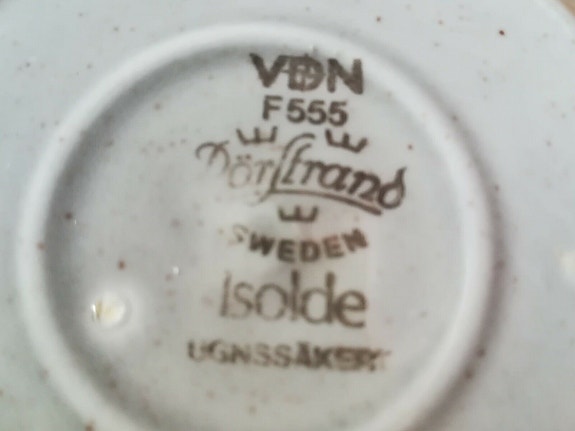 VDN
F555
Rörstrand
SWEDEN
Isolde
UGNSSÄKERT